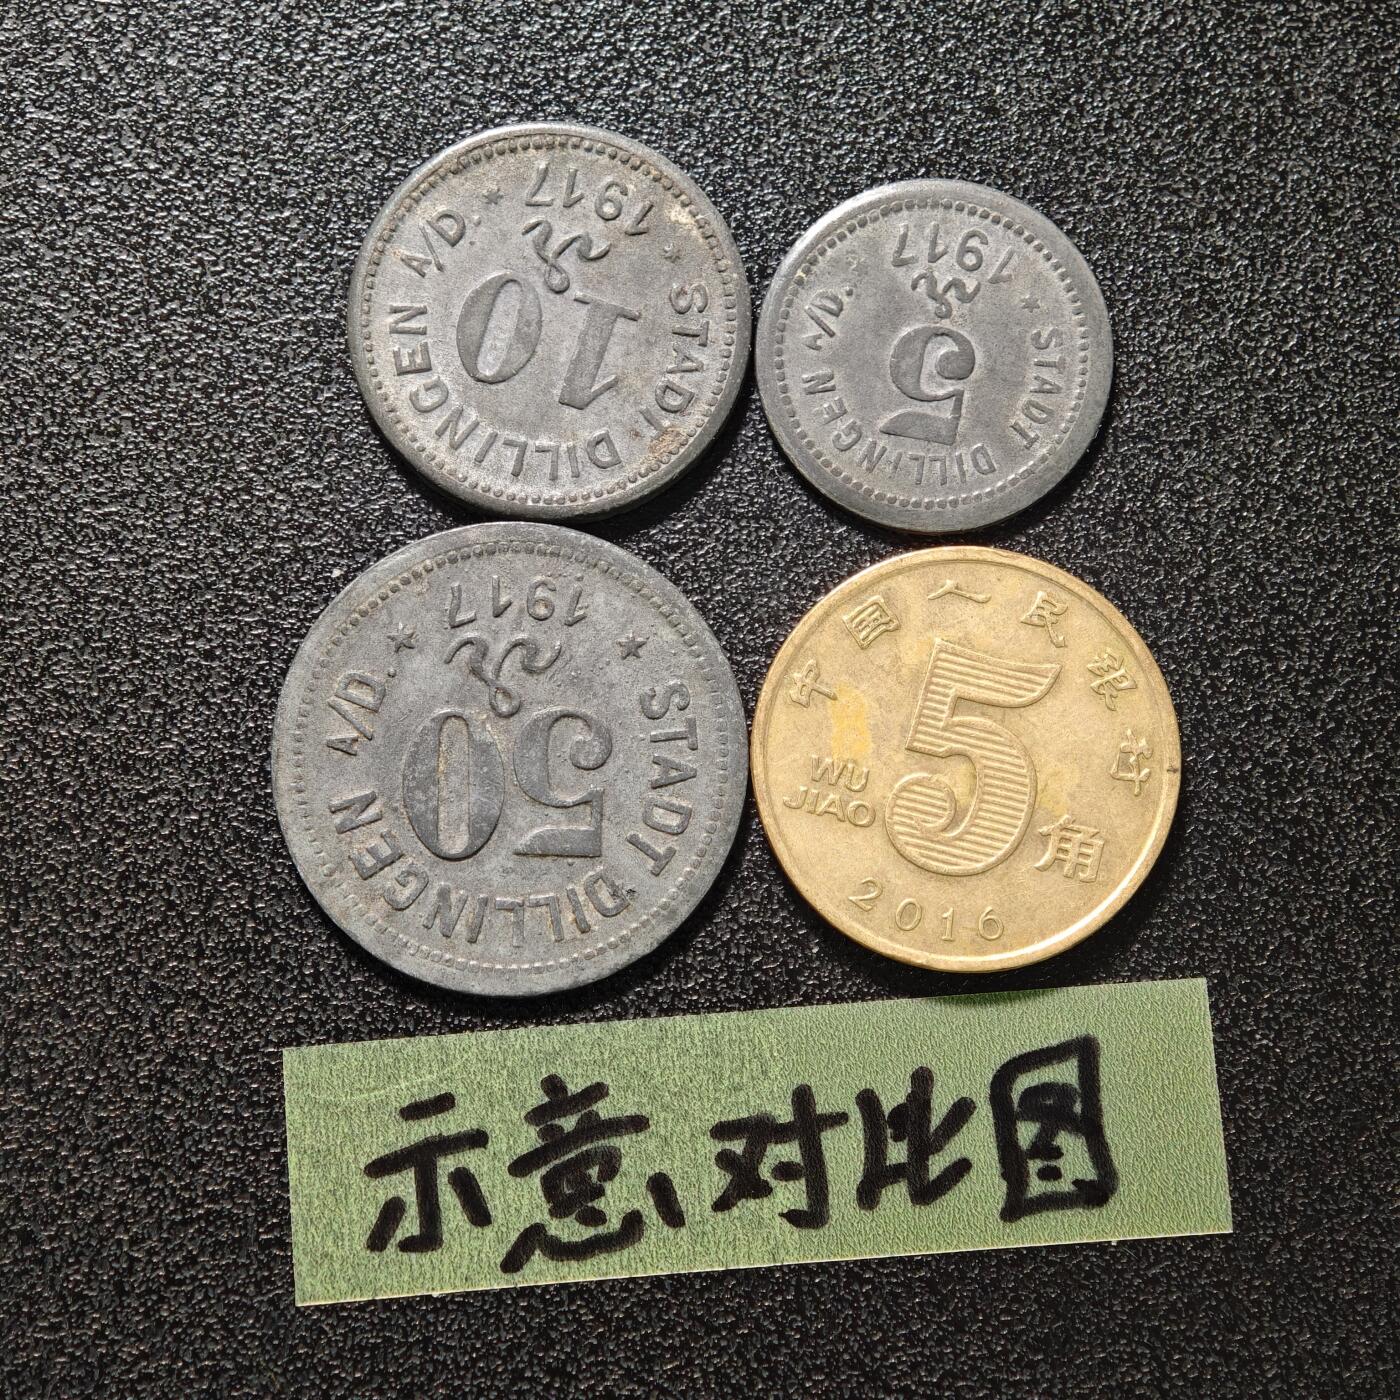 STADT DILLINGEN A/D.
1917
10
₰
STADT DILLINGEN A/D.
1917
5
₰
STADT DILLINGEN A/D.
1917
50
₰
中国人民银行
5
角
WU
JIAO
2016
示意对比图